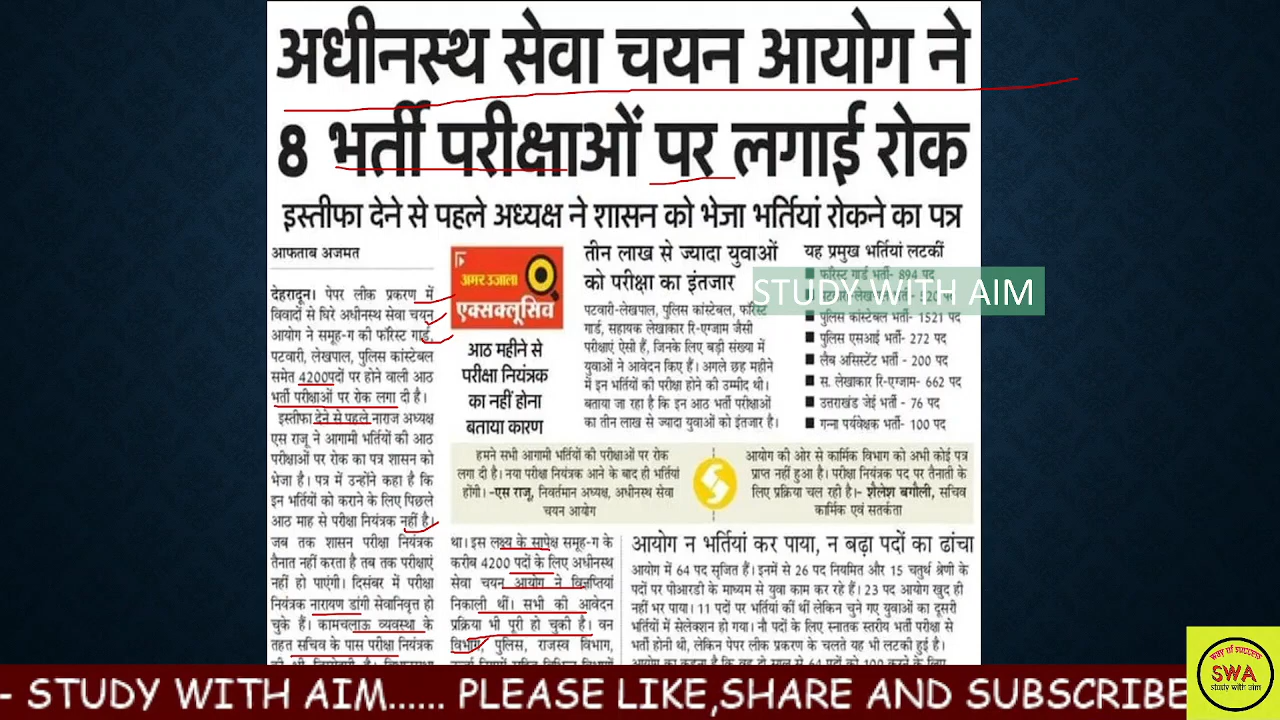 अधीनस्थ सेवा चयन आयोग ने
8 भर्ती परीक्षाओं पर लगाई रोक
इस्तीफा देने से पहले अध्यक्ष ने शासन को भेजा भर्तियां रोकने का पत्र
आफताब अजमत
देहरादून। पेपर लीक प्रकरण में
विवादों से घिरे अधीनस्थ सेवा चयन
आयोग ने समूह-ग की फॉरेस्ट गार्ड,
पटवारी, लेखपाल, पुलिस कांस्टेबल
समेत 4200पदों पर होने वाली आठ
भर्ती परीक्षाओं पर रोक लगा दी है।
इस्तीफा देने से पहले नाराज अध्यक्ष
एस राजू ने आगामी भर्तियों की आठ
परीक्षाओं पर रोक का पत्र शासन को
भेजा है। पत्र में उन्होंने कहा है कि
इन भर्तियों को कराने के लिए पिछले
आठ माह से परीक्षा नियंत्रक नहीं है।
जब तक शासन परीक्षा नियंत्रक
तैनात नहीं करता है तब तक परीक्षाएं
नहीं हो पाएंगी। दिसंबर में परीक्षा
नियंत्रक नारायण डांगी सेवानिवृत्त हो
चुके हैं। कामचलाऊ व्यवस्था के
तहत सचिव के पास परीक्षा नियंत्रक
अमर उजाला
एक्सक्लूसिव
आठ महीने से
परीक्षा नियंत्रक
का नहीं होना
बताया कारण
तीन लाख से ज्यादा युवाओं
को परीक्षा का इंतजार
पटवारी-लेखपाल, पुलिस कांस्टेबल, फॉरेस्ट
गार्ड, सहायक लेखाकार रि-एग्जाम जैसी
परीक्षाएं ऐसी हैं, जिनके लिए बड़ी संख्या में
युवाओं ने आवेदन किए हैं। अगले छह महीने
में इन भर्तियों की परीक्षा होने की उम्मीद थी।
बताया जा रहा है कि इन आठ भर्ती परीक्षाओं
का तीन लाख से ज्यादा युवाओं को इंतजार है।
यह प्रमुख भर्तियां लटकीं
फॉरेस्ट गार्ड भर्ती- 894 पद
STUDY WITH AIM
पुलिस कांस्टेबल भर्ती- 1521 पद
पुलिस एसआई भर्ती- 272 पद
लैब असिस्टेंट भर्ती - 200 पद
स. लेखाकार रि-एग्जाम- 662 पद
उत्तराखंड जेई भर्ती - 76 पद
गन्ना पर्यवेक्षक भर्ती- 100 पद
हमने सभी आगामी भर्तियों की परीक्षाओं पर रोक
लगा दी है। नया परीक्षा नियंत्रक आने के बाद ही भर्तियां
होंगी। -एस राजू, निवर्तमान अध्यक्ष, अधीनस्थ सेवा
चयन आयोग
आयोग की ओर से कार्मिक विभाग को अभी कोई पत्र
प्राप्त नहीं हुआ है। परीक्षा नियंत्रक पद पर तैनाती के
लिए प्रक्रिया चल रही है।- शैलेश बगौली, सचिव
कार्मिक एवं सतर्कता
था। इस लक्ष्य के सापेक्ष समूह-ग के
करीब 4200 पदों के लिए अधीनस्थ
सेवा चयन आयोग ने विज्ञप्तियां
निकाली थीं। सभी की आवेदन
प्रक्रिया भी पूरी हो चुकी है। वन
विभाग, पुलिस, राजस्व विभाग,
आयोग न भर्तियां कर पाया, न बढ़ा पदों का ढांचा
आयोग में 64 पद सृजित हैं। इनमें से 26 पद नियमित और 15 चतुर्थ श्रेणी के
पदों पर पीआरडी के माध्यम से युवा काम कर रहे हैं। 23 पद आयोग खुद ही
नहीं भर पाया। 11 पदों पर भर्तियां कीं थीं लेकिन चुने गए युवाओं का दूसरी
भर्तियों में सेलेक्शन हो गया। नौ पदों के लिए स्नातक स्तरीय भर्ती परीक्षा से
भर्ती होनी थी, लेकिन पेपर लीक प्रकरण के चलते यह भी लटकी हुई है।
- STUDY WITH AIM...... PLEASE LIKE,SHARE AND SUBSCRIBE
way of success
SWA
study with aim